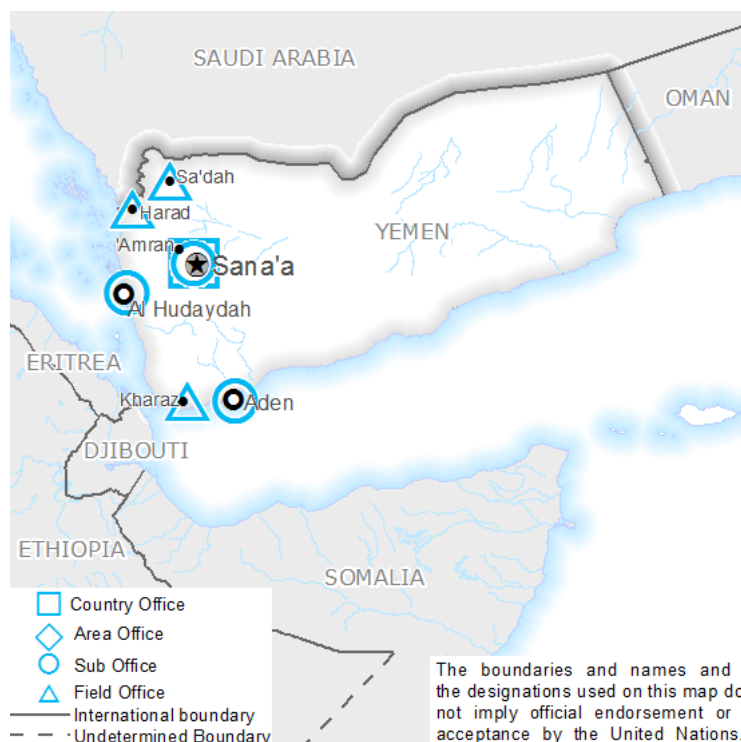 SAUDI ARABIA
OMAN
Sa'dah
Harad
YEMEN
'Amran
Sana'a
Al Hudaydah
ERITREA
Kharaz
Aden
DJIBOUTI
ETHIOPIA
SOMALIA
Country Office
Area Office
Sub Office
Field Office
International boundary
Undetermined Boundary
The boundaries and names and
the designations used on this map do
not imply official endorsement or
acceptance by the United Nations.